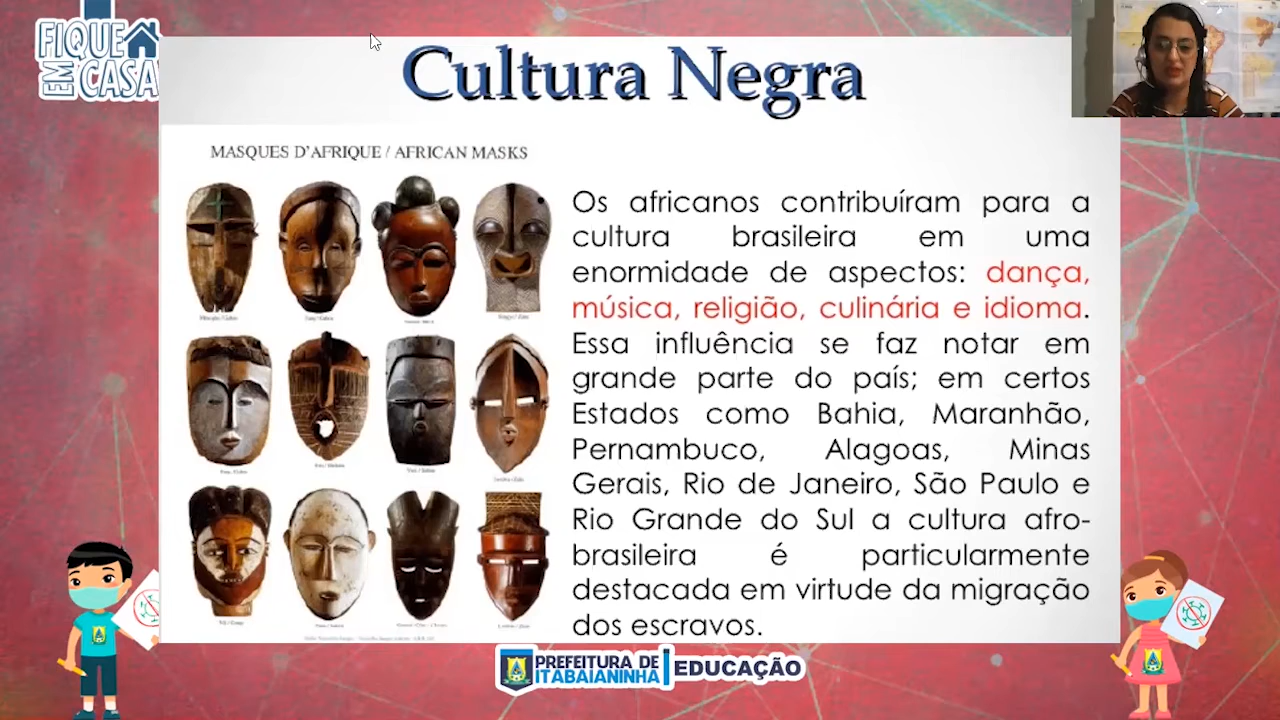 FIQUE
EM CASA
Cultura Negra
MASQUES D'AFRIQUE / AFRICAN MASKS
Os africanos contribuíram para a
cultura brasileira em uma
enormidade de aspectos: dança,
música, religião, culinária e idioma.
Essa influência se faz notar em
grande parte do país; em certos
Estados como Bahia, Maranhão,
Pernambuco, Alagoas, Minas
Gerais, Rio de Janeiro, São Paulo e
Rio Grande do Sul a cultura afro-
brasileira é particularmente
destacada em virtude da migração
dos escravos.
PREFEITURA DE
ITABAIANINHA
EDUCAÇÃO